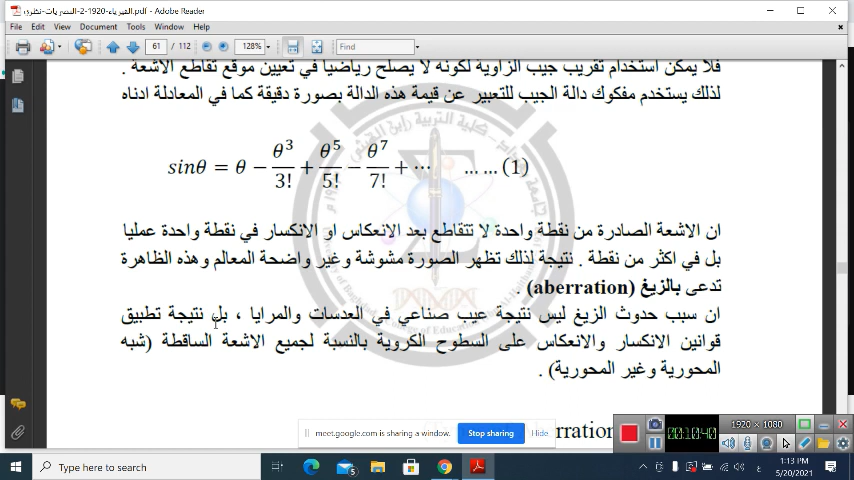 الفيزياء-1920-2-البصريات-نظري.pdf - Adobe Reader
File Edit View Document Tools Window Help
61 / 112 128% Find
فلا يمكن استخدام تقريب جيب الزاوية لكونه لا يصلح رياضيا في تعيين موقع تقاطع الاشعة .
لذلك يستخدم مفكوك دالة الجيب للتعبير عن قيمة هذه الدالة بصورة دقيقة كما في المعادلة ادناه
sinθ = θ − θ³/3! + θ⁵/5! − θ⁷/7! + ⋯ … … (1)
ان الاشعة الصادرة من نقطة واحدة لا تتقاطع بعد الانعكاس او الانكسار في نقطة واحدة عمليا
بل في اكثر من نقطة . نتيجة لذلك تظهر الصورة مشوشة وغير واضحة المعالم وهذه الظاهرة
تدعى بالزيغ (aberration) .
ان سبب حدوث الزيغ ليس نتيجة عيب صناعي في العدسات والمرايا ، بل نتيجة تطبيق
قوانين الانكسار والانعكاس على السطوح الكروية بالنسبة لجميع الاشعة الساقطة (شبه
المحورية وغير المحورية) .
meet.google.com is sharing a window. Stop sharing Hide
1920 × 1080
00:10:40
Type here to search
5
1:13 PM
5/20/2021